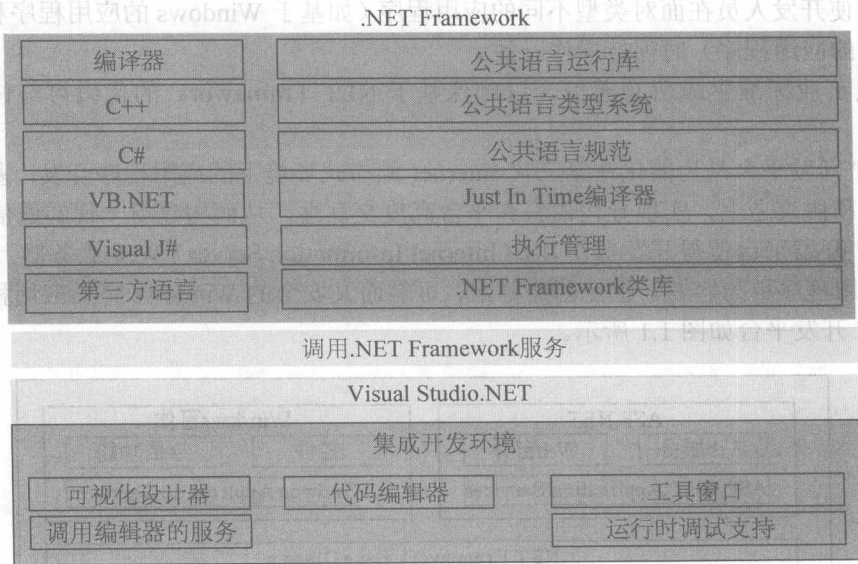 .NET Framework
编译器
公共语言运行库
C++
公共语言类型系统
C#
公共语言规范
VB.NET
Just In Time编译器
Visual J#
执行管理
第三方语言
.NET Framework类库
调用.NET Framework服务
Visual Studio.NET
集成开发环境
可视化设计器
代码编辑器
工具窗口
调用编辑器的服务
运行时调试支持